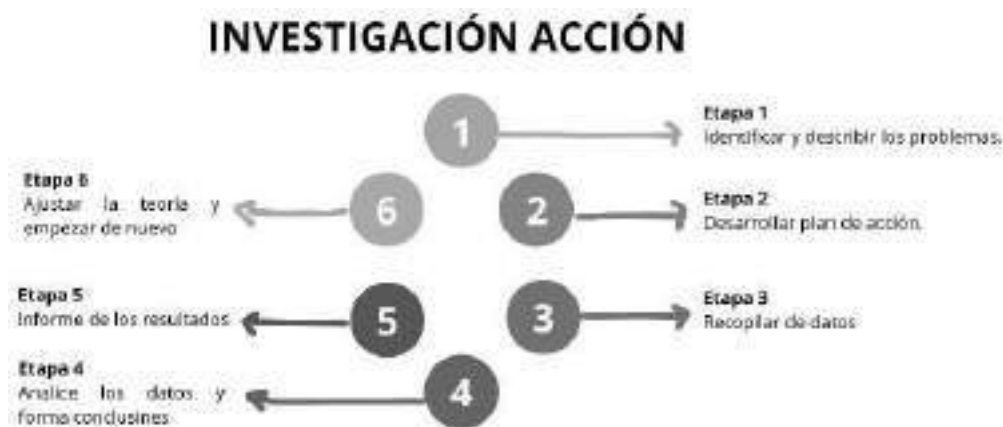 INVESTIGACIÓN ACCIÓN
1
Etapa 1
Identificar y describir los problemas.
Etapa 6
Ajustar la teoría y
empezar de nuevo
6
2
Etapa 2
Desarrollar plan de acción.
Etapa 5
Informe de los resultados
5
3
Etapa 3
Recopilar de datos
Etapa 4
Analice los datos y
forma conclusines
4